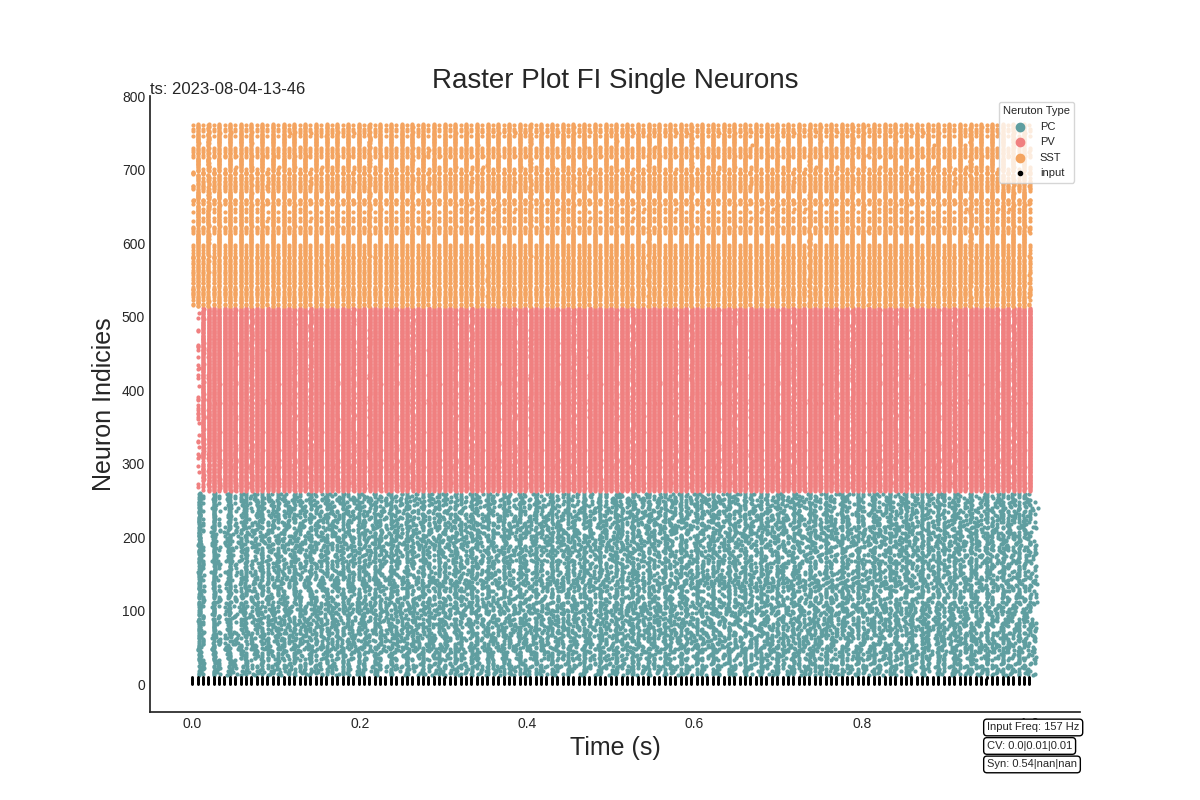 Raster Plot FI Single Neurons
ts: 2023-08-04-13-46
Neruton Type
PC
PV
SST
input
Neuron Indicies
800
700
600
500
400
300
200
100
0
0.0
0.2
0.4
0.6
0.8
Time (s)
Input Freq: 157 Hz
CV: 0.0|0.01|0.01
Syn: 0.54|nan|nan